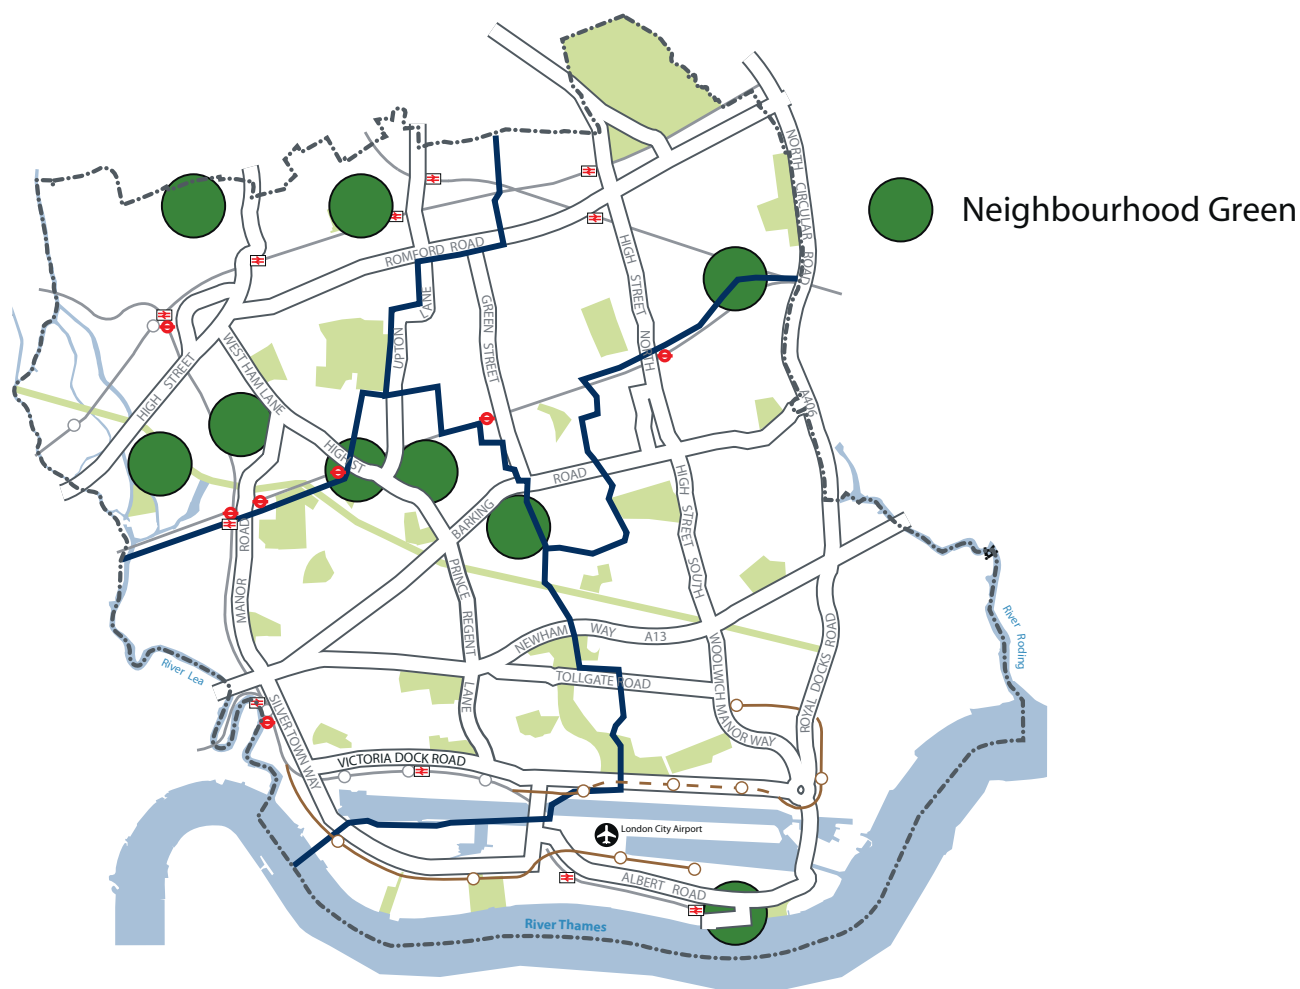 Neighbourhood Green
NORTH CIRCULAR ROAD
ROMFORD ROAD
HIGH STREET NORTH
GREEN STREET
UPTON LANE
WEST HAM LANE
HIGH STREET
A406
HIGH ST
ROAD
BARKING
HIGH STREET SOUTH
MANOR ROAD
PRINCE REGENT LANE
River Roding
NEWHAM WAY A13
River Lea
WOOLWICH MANOR WAY
ROYAL DOCKS ROAD
TOLLGATE ROAD
SILVERTOWN WAY
VICTORIA DOCK ROAD
London City Airport
ALBERT ROAD
River Thames